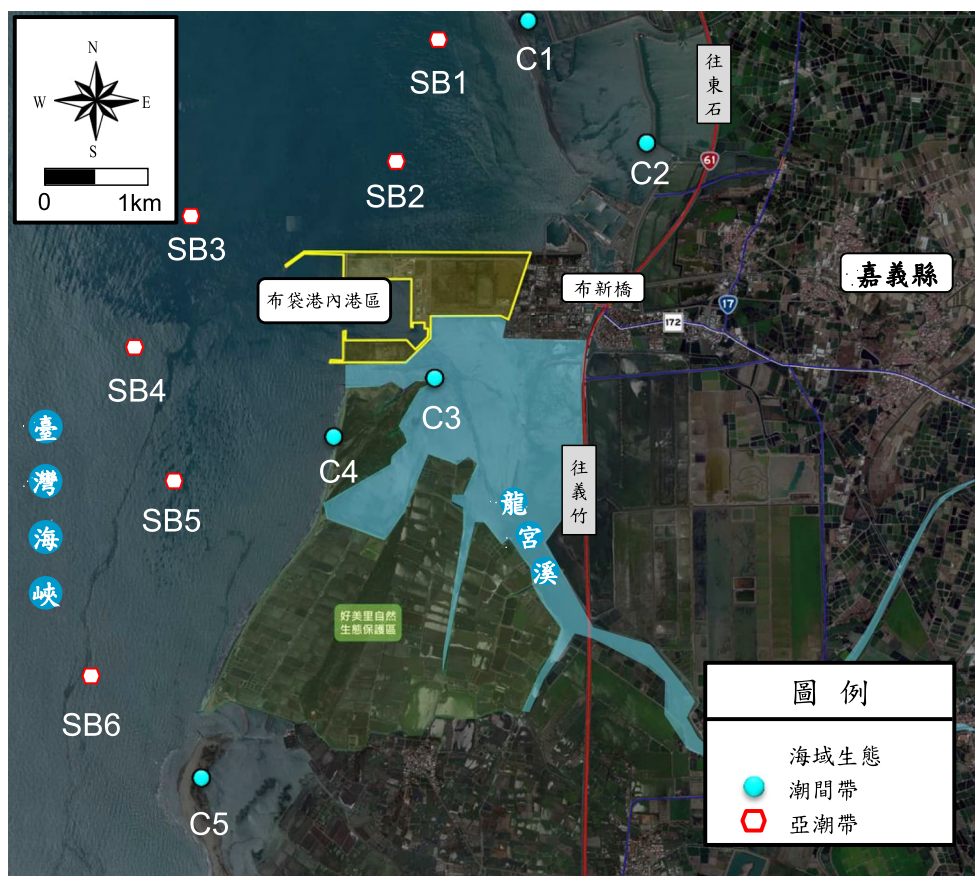 N
W
E
S
0
1km
C1
SB1
往東石
C2
61
SB2
SB3
嘉義縣
布袋港內港區
布新橋
17
172
SB4
C3
C4
臺灣海峽
往義竹
SB5
龍宮溪
好美里自然
生態保護區
SB6
C5
圖 例
海域生態
潮間帶
亞潮帶